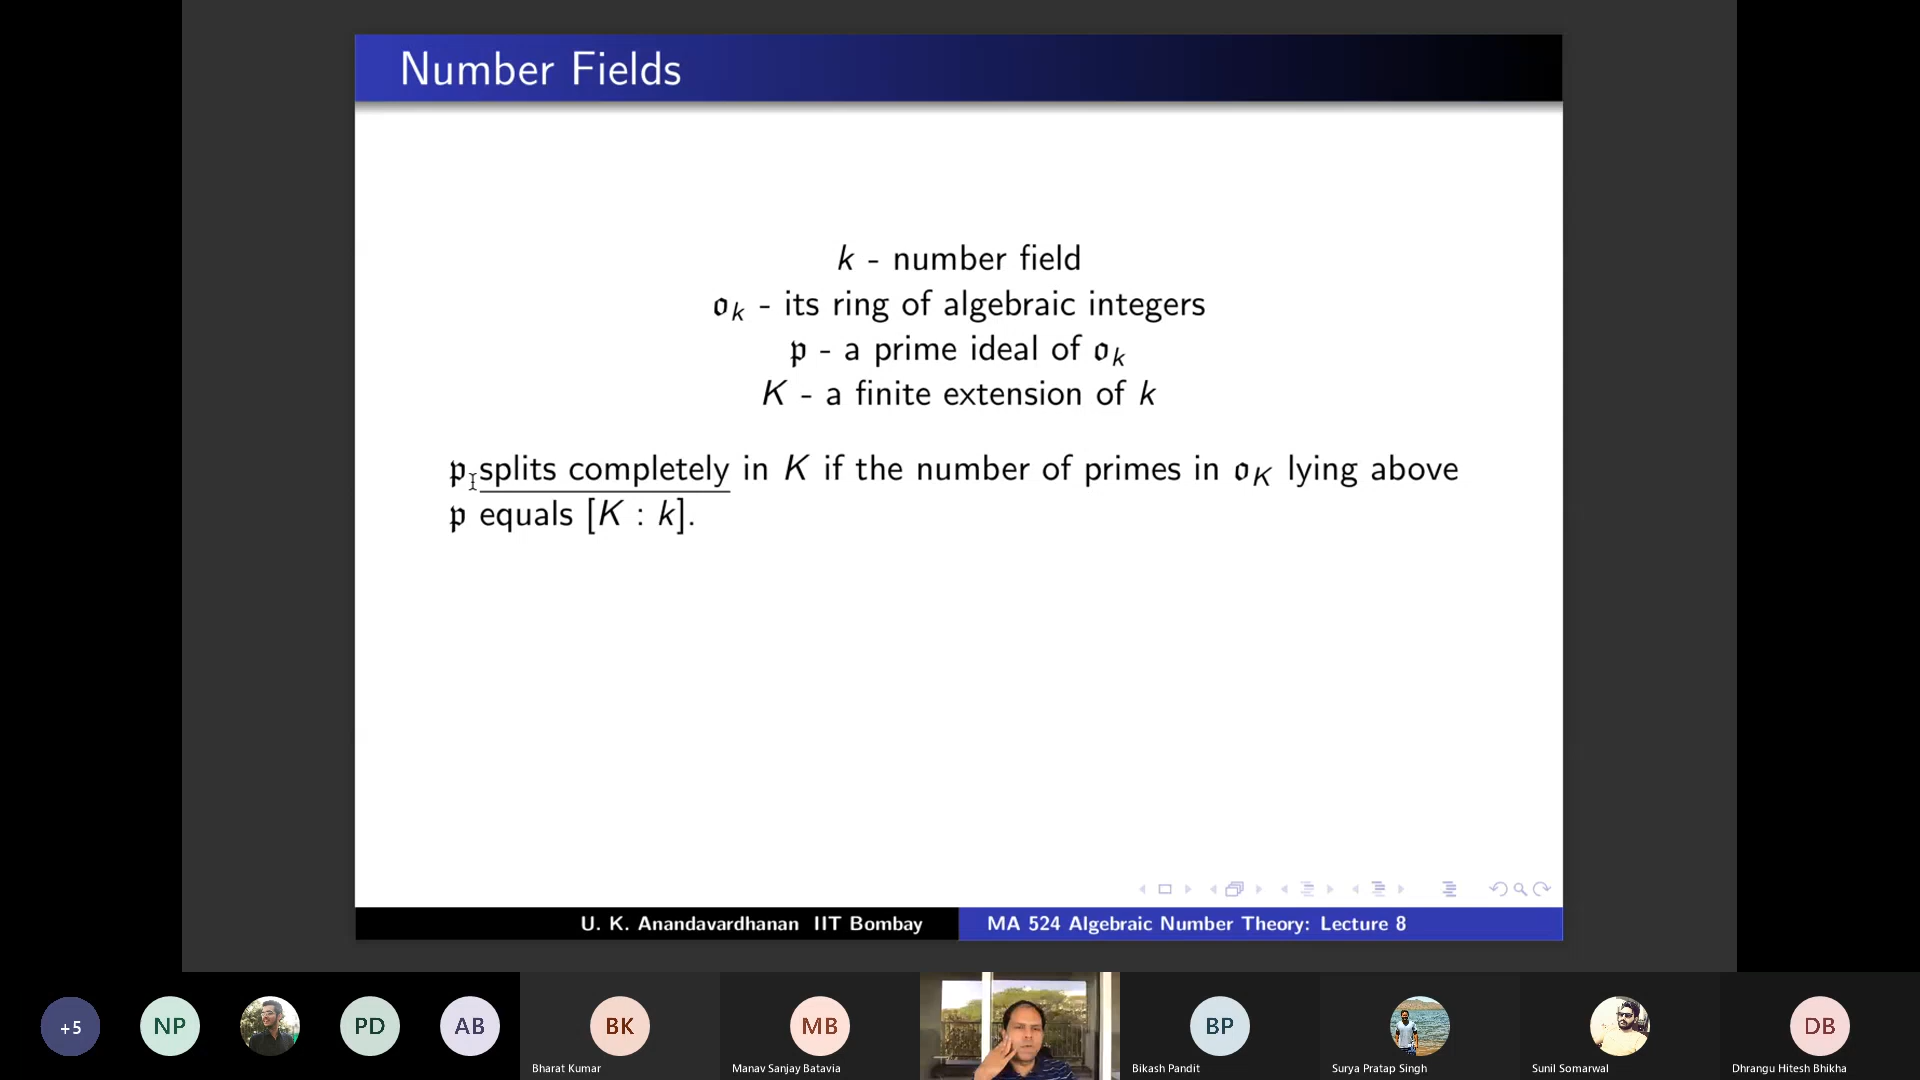 Number Fields
k - number field
𝔬ₖ - its ring of algebraic integers
𝔭 - a prime ideal of 𝔬ₖ
K - a finite extension of k
𝔭 splits completely in K if the number of primes in 𝔬_K lying above
𝔭 equals [K : k].
U. K. Anandavardhanan IIT Bombay
MA 524 Algebraic Number Theory: Lecture 8
+5
NP
PD
AB
BK
MB
BP
DB
Bharat Kumar
Manav Sanjay Batavia
Bikash Pandit
Surya Pratap Singh
Sunil Somarwal
Dhrangu Hitesh Bhikha